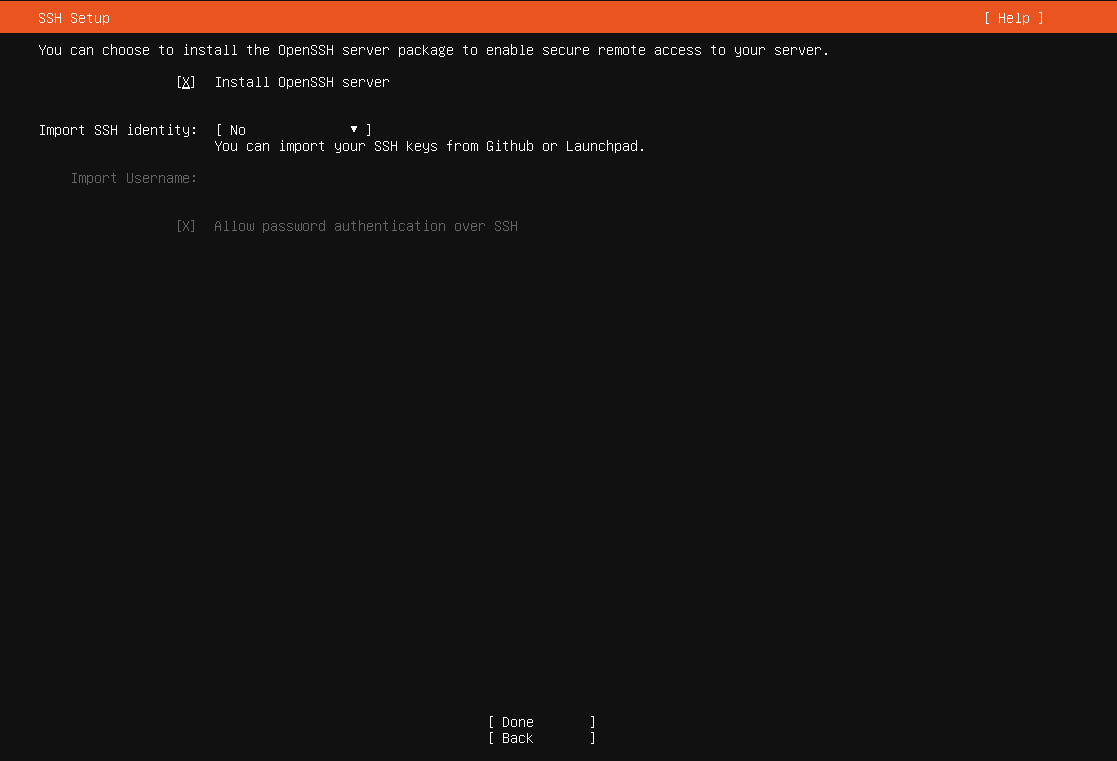 SSH Setup [ Help ]
You can choose to install the OpenSSH server package to enable secure remote access to your server.
[X] Install OpenSSH server
Import SSH identity: [ No ▼ ]
You can import your SSH keys from Github or Launchpad.
Import Username:
[X] Allow password authentication over SSH
[ Done ]
[ Back ]